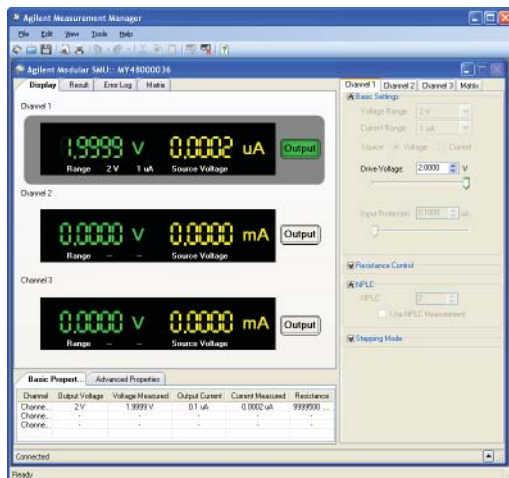 Agilent Measurement Manager
File Edit View Tools Help
Agilent Modular SMU:: MY48000036
Display Result Error Log Matrix
Channel 1
1.9999 V 0.0002 uA Output
Range 2 V 1 uA Source Voltage
Channel 2
0.0000 V 0.0000 mA Output
Range -- -- Source Voltage
Channel 3
0.0000 V 0.0000 mA Output
Range -- -- Source Voltage
Basic Propert... Advanced Properties
Channel Output Voltage Voltage Measured Output Current Current Measured Resistance
Channe... 2 V 1.9999 V 0.1 uA 0.0002 uA 9999500 ...
Channe... - - - - -
Channe... - - - - -
Channel 1 Channel 2 Channel 3 Matrix
Basic Settings
Voltage Range: 2 V
Current Range: 1 uA
Source Voltage Current
Drive Voltage: 2.0000 V
Input Protection: 0.1000 uA
Resistance Control
NPLC
NPLC: 2
Use NPLC Measurement
Stepping Mode
Connected
Ready